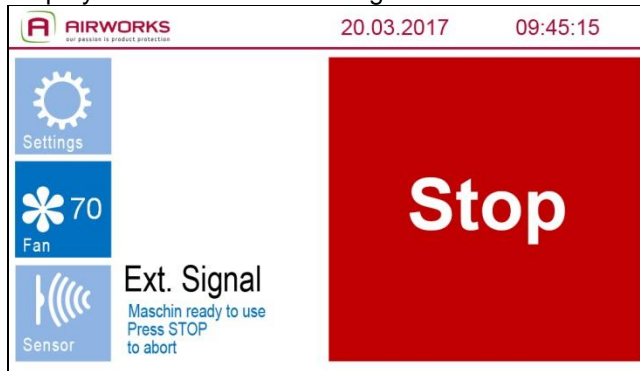 AIRWORKS
our passion is product protection
20.03.2017
09:45:15
Settings
70
Fan
Stop
Ext. Signal
Maschin ready to use
Press STOP
to abort
Sensor